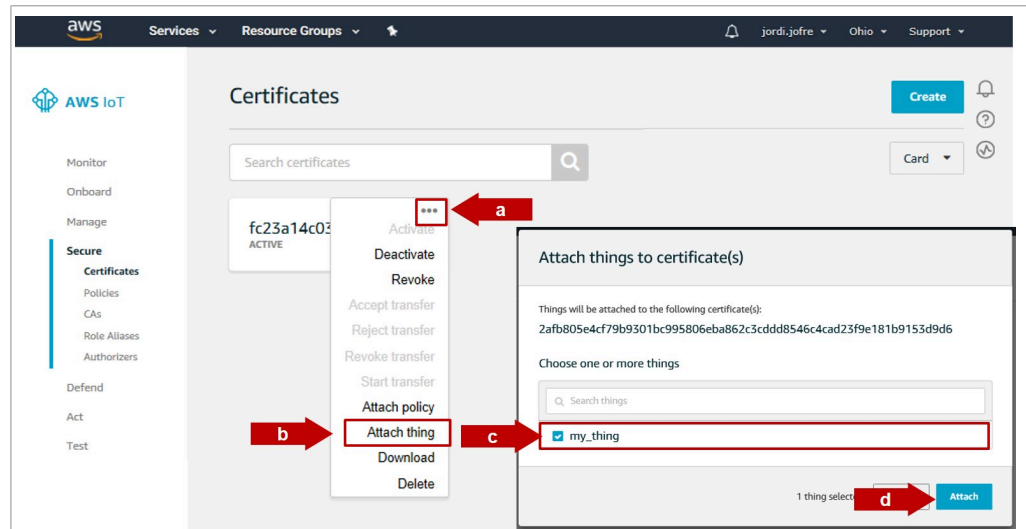 aws Services Resource Groups jordi.jofre Ohio Support
AWS IoT
Certificates
Create
Search certificates
Card
Monitor
Onboard
Manage
Secure
Certificates
Policies
CAs
Role Aliases
Authorizers
Defend
Act
Test
fc23a14c03
ACTIVE
a
Activate
Deactivate
Revoke
Accept transfer
Reject transfer
Revoke transfer
Start transfer
Attach policy
b
Attach thing
Download
Delete
Attach things to certificate(s)
Things will be attached to the following certificate(s):
2afb805e4cf79b9301bc995806eba862c3cddd8546c4cad23f9e181b9153d9d6
Choose one or more things
Search things
c
my_thing
1 thing selecte
d
Attach